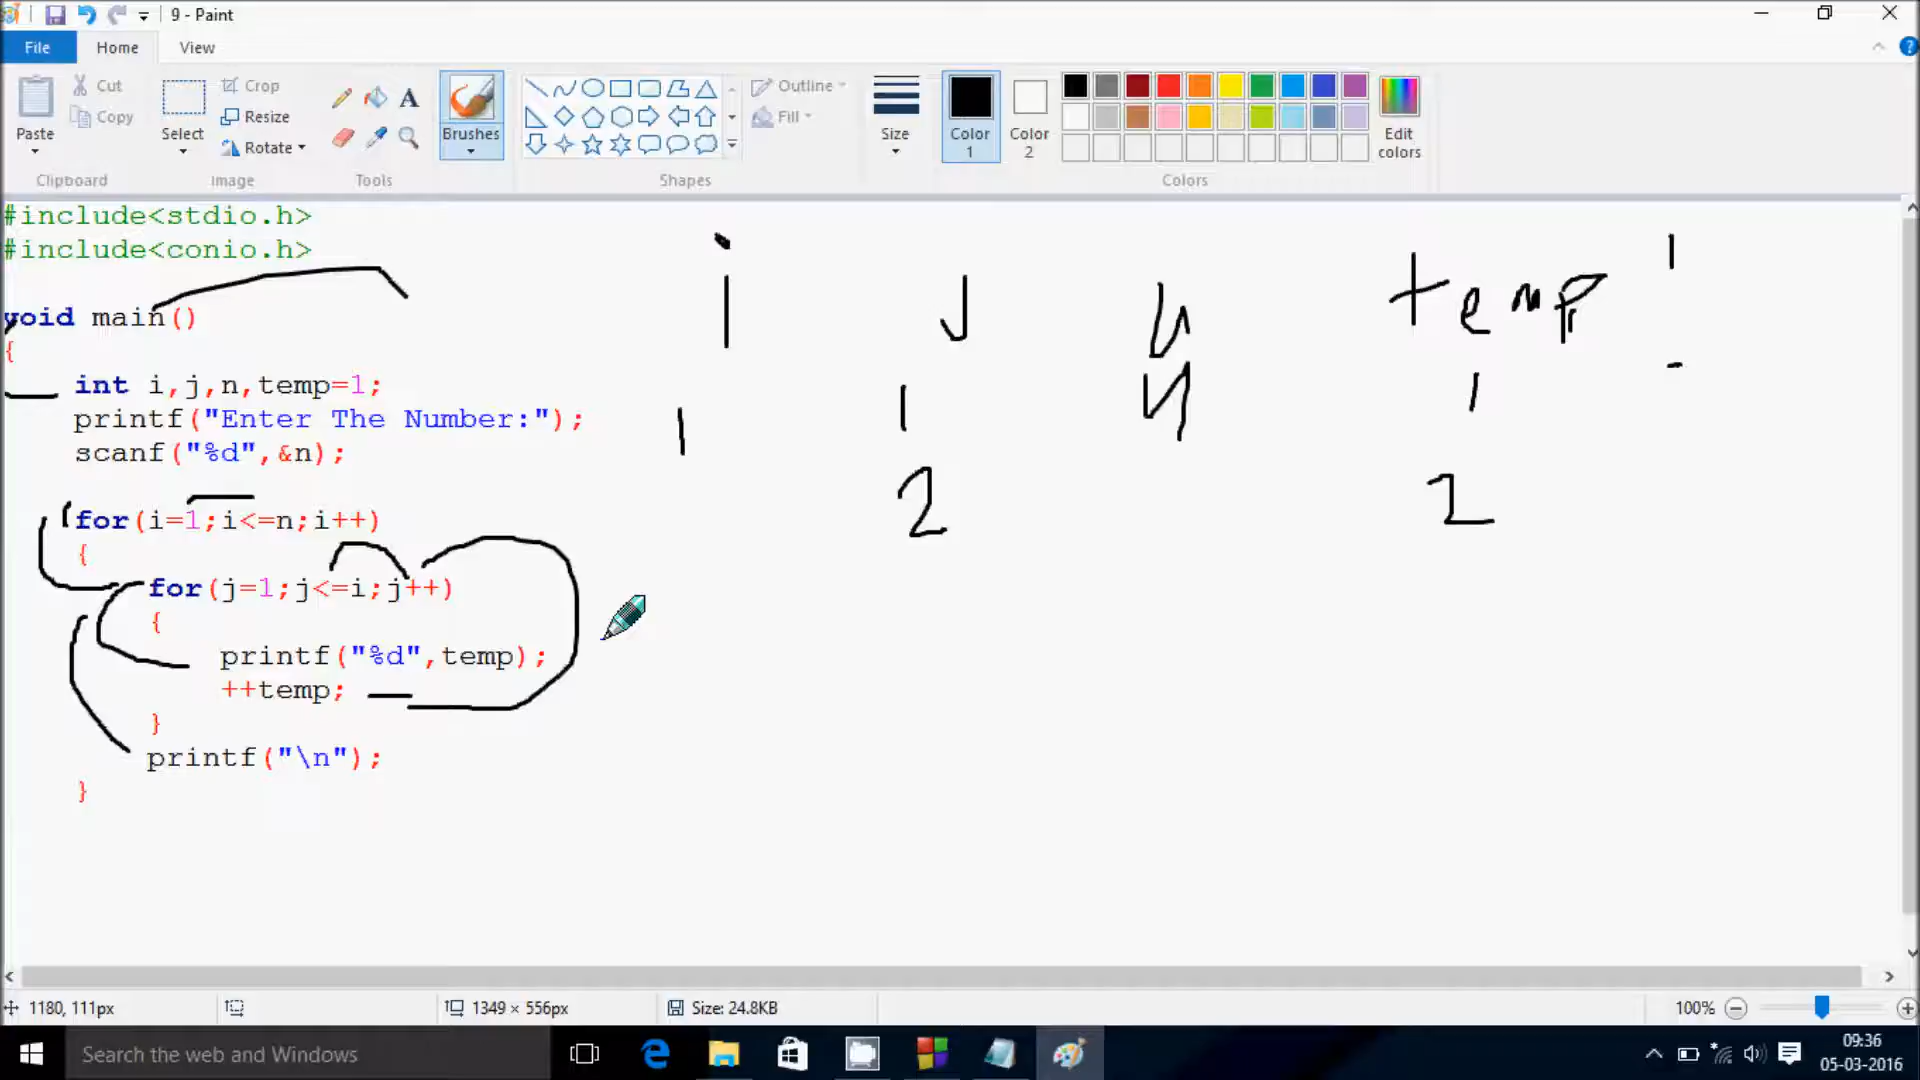 9 - Paint
File Home View
Cut
Copy
Paste
Clipboard
Crop
Resize
Rotate
Select
Image
Tools
Brushes
Shapes
Outline
Fill
Size
Color 1
Color 2
Edit colors
Colors
#include<stdio.h>
#include<conio.h>
void main()
{
int i,j,n,temp=1;
printf("Enter The Number:");
scanf("%d",&n);
for(i=1;i<=n;i++)
{
for(j=1;j<=i;j++)
{
printf("%d",temp);
++temp;
}
printf("\n");
}
i j n temp 1
1 1 4 1 -
2 2
1180, 111px
1349 × 556px
Size: 24.8KB
100%
Search the web and Windows
09:36
05-03-2016